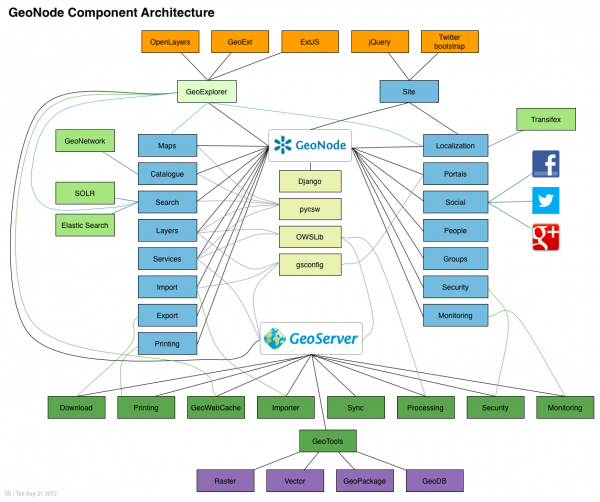 GeoNode Component Architecture
OpenLayers
GeoExt
ExtJS
jQuery
Twitter
bootstrap
GeoExplorer
Site
Transifex
GeoNetwork
SOLR
Elastic Search
Maps
Catalogue
Search
Layers
Services
Import
Export
Printing
GeoNode
Django
pycsw
OWSLib
gsconfig
Localization
Portals
Social
People
Groups
Security
Monitoring
f
g+
GeoServer
Download
Printing
GeoWebCache
Importer
Sync
Processing
Security
Monitoring
GeoTools
Raster
Vector
GeoPackage
GeoDB
GS / Tue Aug 21 2012